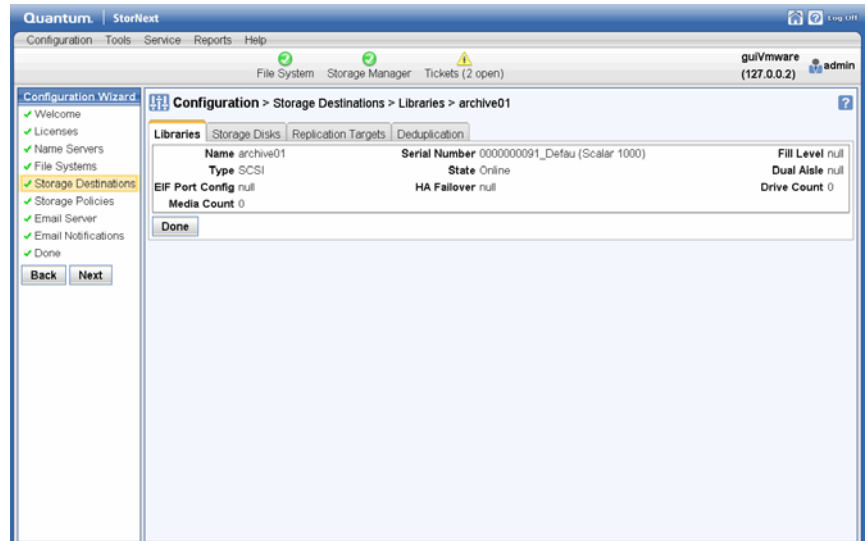 Quantum. StorNext Log Off
Configuration Tools Service Reports Help
File System Storage Manager Tickets (2 open) guiVmware (127.0.0.2) admin
Configuration Wizard
Welcome
Licenses
Name Servers
File Systems
Storage Destinations
Storage Policies
Email Server
Email Notifications
Done
Back Next
Configuration > Storage Destinations > Libraries > archive01 ?
Libraries Storage Disks Replication Targets Deduplication
Name archive01 Serial Number 0000000091_Defau (Scalar 1000) Fill Level null
Type SCSI State Online Dual Aisle null
EIF Port Config null HA Failover null Drive Count 0
Media Count 0
Done